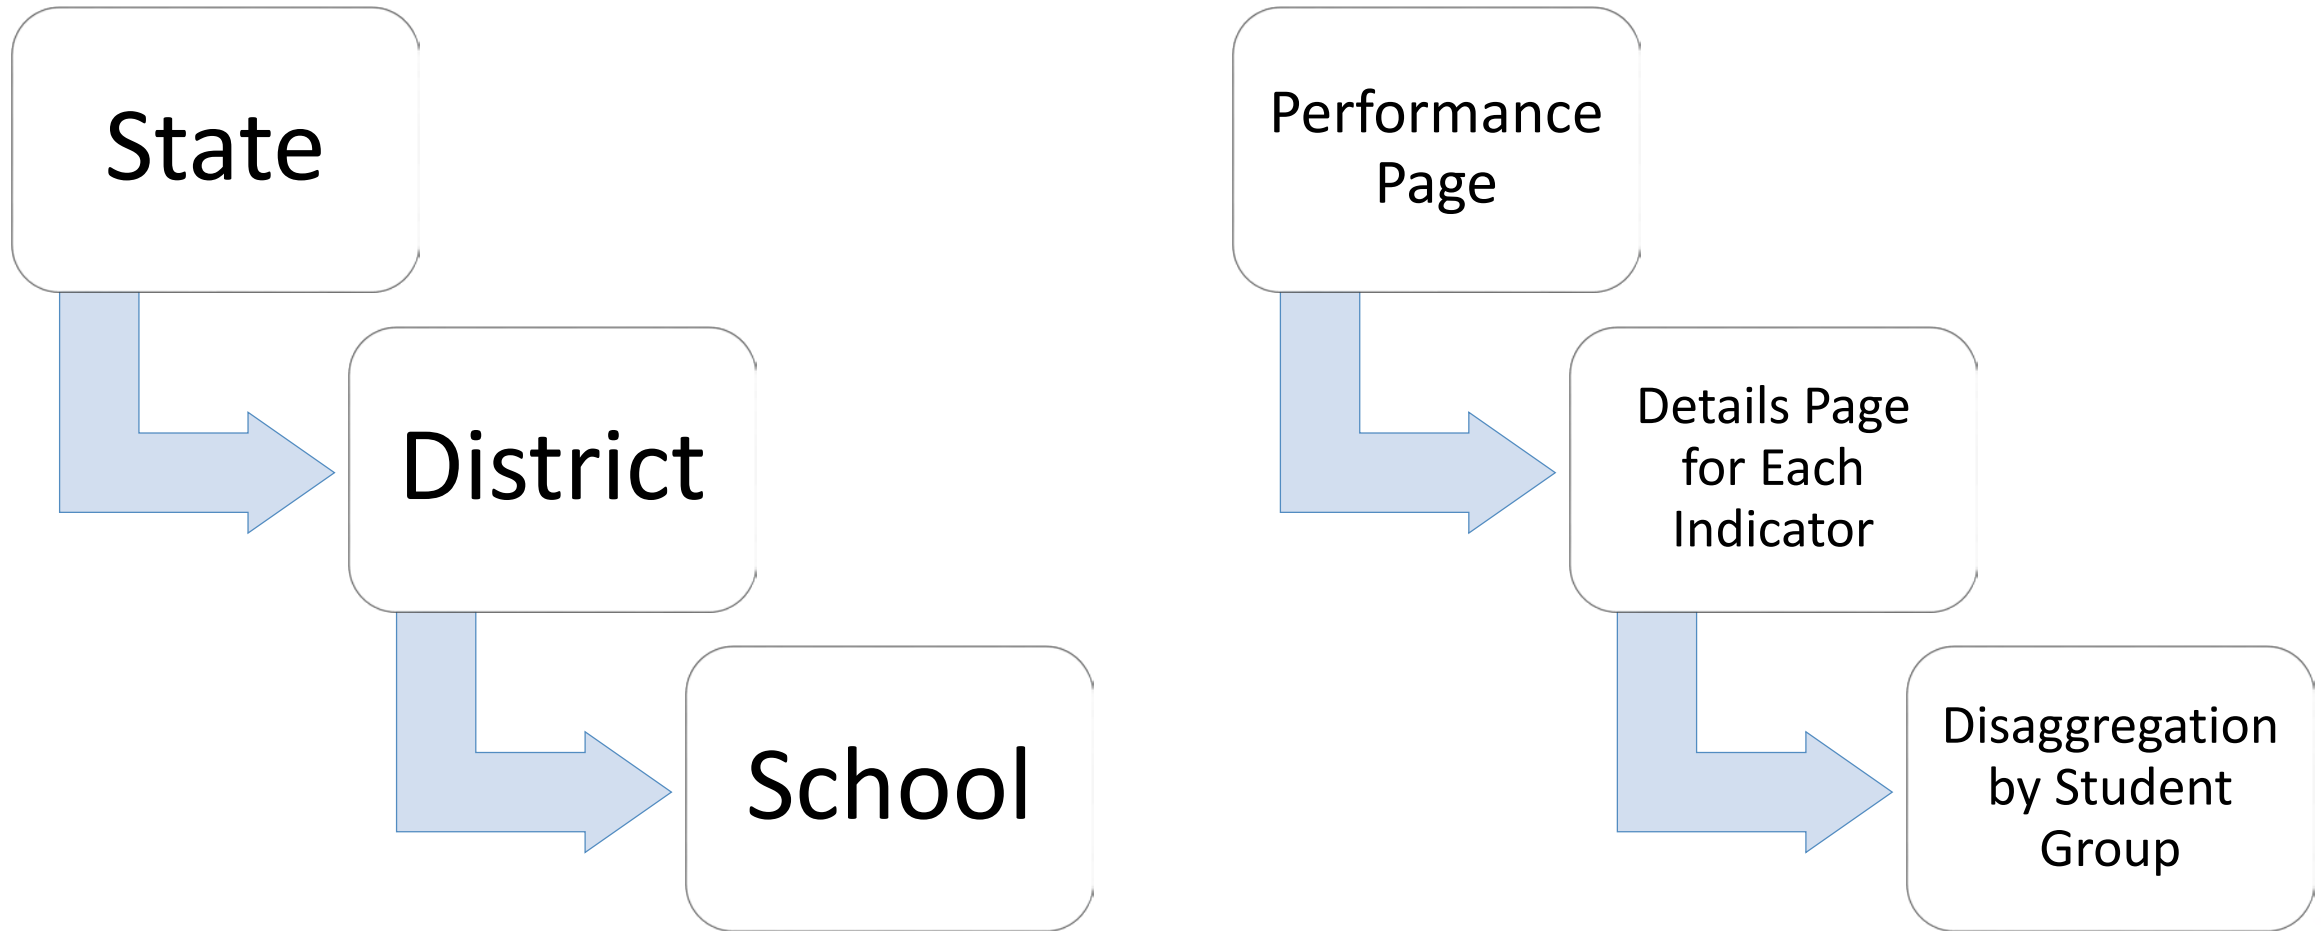 State
District
School
Performance
Page
Details Page
for Each
Indicator
Disaggregation
by Student
Group